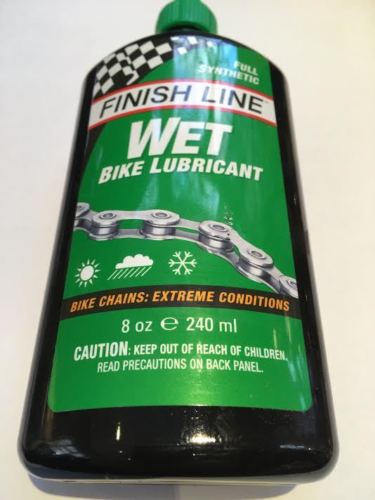 FULL
SYNTHETIC
FINISH LINE
WET
BIKE LUBRICANT
BIKE CHAINS: EXTREME CONDITIONS
8 oz ℮ 240 ml
CAUTION: KEEP OUT OF REACH OF CHILDREN.
READ PRECAUTIONS ON BACK PANEL.